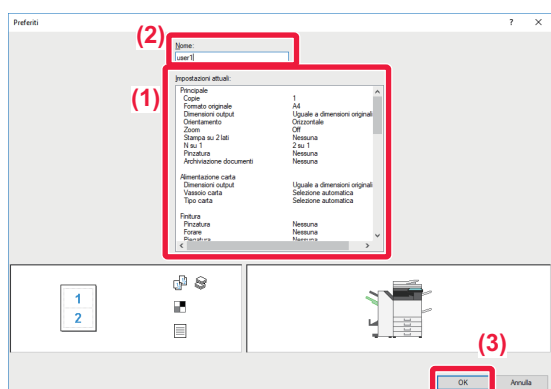 Preferiti ? ×
(2)
Nome:
user1
(1)
Impostazioni attuali:
Principale
Copie 1
Formato originale A4
Dimensioni output Uguale a dimensioni originali
Orientamento Orizzontale
Zoom Off
Stampa su 2 lati Nessuna
N su 1 2 su 1
Pinzatura Nessuna
Archiviazione documenti Nessuna
Alimentazione carta
Dimensioni output Uguale a dimensioni originali
Vassoio carta Selezione automatica
Tipo carta Selezione automatica
Finitura
Pinzatura Nessuna
Forare Nessuna
Piegatura Nessuna
1
2
(3)
OK Annulla